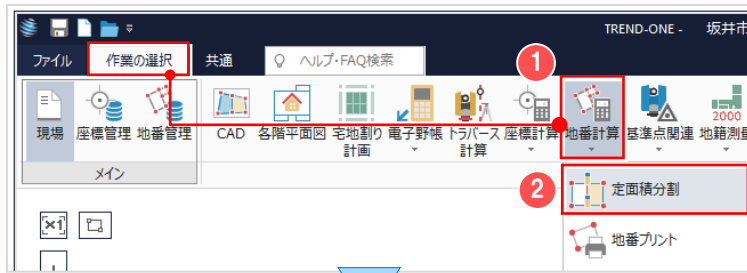 TREND-ONE - 坂井市
ファイル 作業の選択 共通 ヘルプ・FAQ検索
1
現場 座標管理 地番管理 CAD 各階平面図 宅地割り計画 電子野帳 トラバース計算 座標計算 地番計算 基準点関連 地籍測量
2000
メイン
2 定面積分割
×1
地番プリント